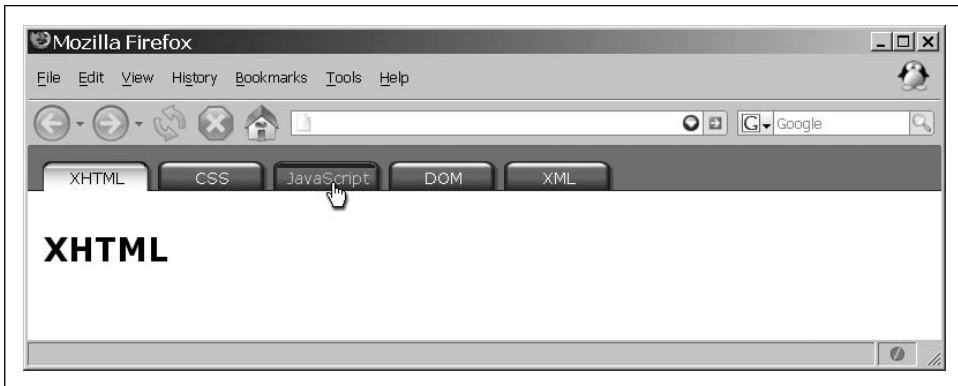 Mozilla Firefox
File Edit View History Bookmarks Tools Help
G Google
XHTML CSS JavaScript DOM XML
XHTML